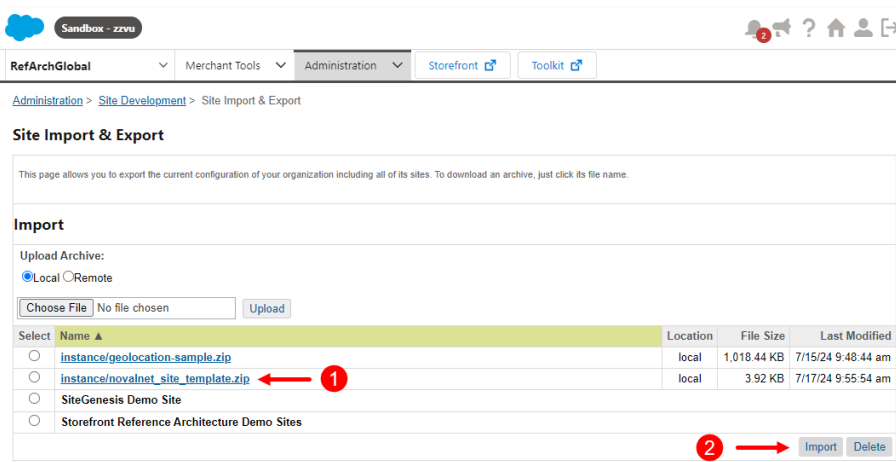 Sandbox - zzvu
2
RefArchGlobal Merchant Tools Administration Storefront Toolkit
Administration > Site Development > Site Import & Export
Site Import & Export
This page allows you to export the current configuration of your organization including all of its sites. To download an archive, just click its file name.
Import
Upload Archive:
Local Remote
Choose File No file chosen Upload
Select Name ▲ Location File Size Last Modified
instance/geolocation-sample.zip local 1,018.44 KB 7/15/24 9:48:44 am
instance/novalnet_site_template.zip 1 local 3.92 KB 7/17/24 9:55:54 am
SiteGenesis Demo Site
Storefront Reference Architecture Demo Sites
2 Import Delete